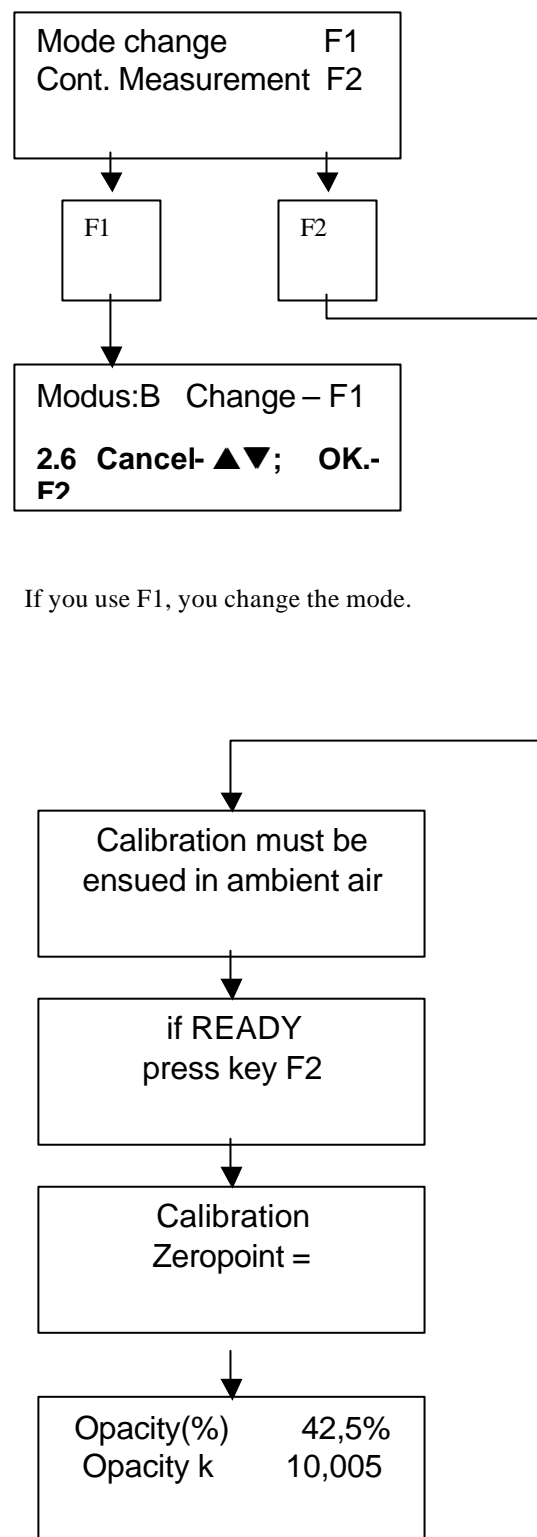 Mode change F1
Cont. Measurement F2
F1 F2
Modus:B Change – F1
2.6 Cancel- ▲▼; OK.-
F2
If you use F1, you change the mode.
Calibration must be
ensued in ambient air
if READY
press key F2
Calibration
Zeropoint =
Opacity(%) 42,5%
Opacity k 10,005